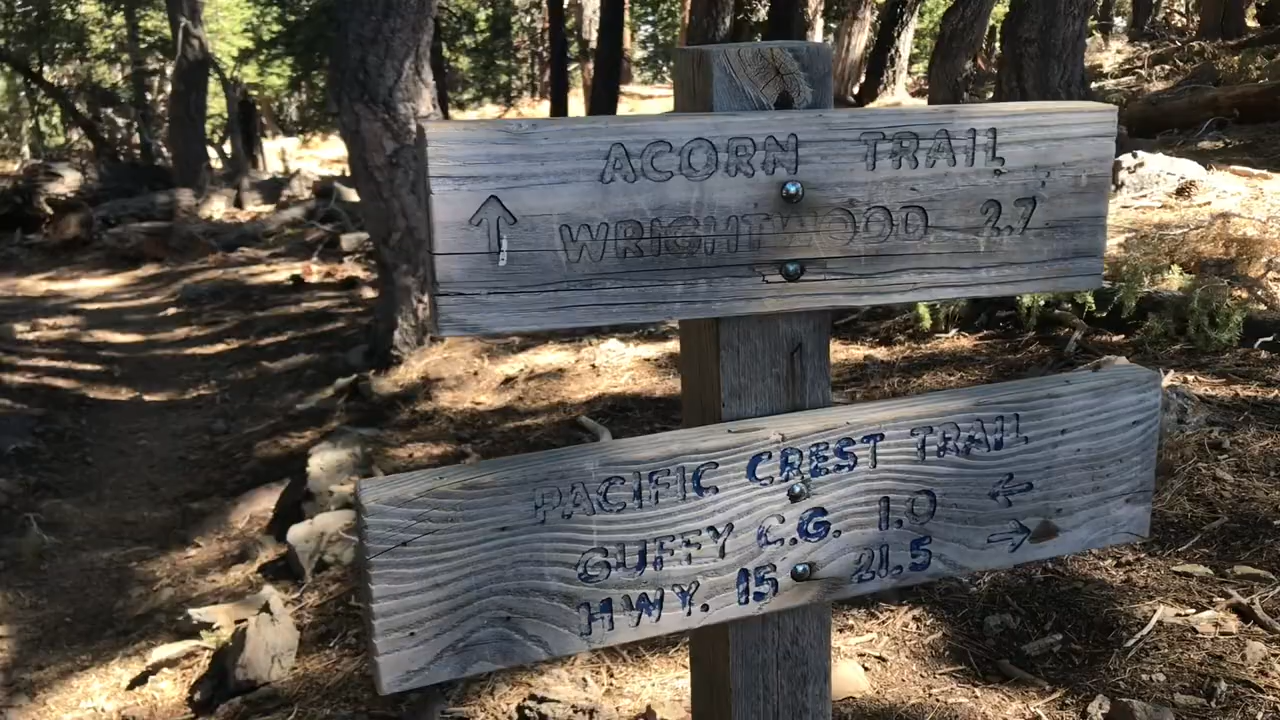 ACORN TRAIL
↑ WRIGHTWOOD 2.7
PACIFIC CREST TRAIL
GUFFY C.G. 1.0 ←
HWY. 15 21.5 →